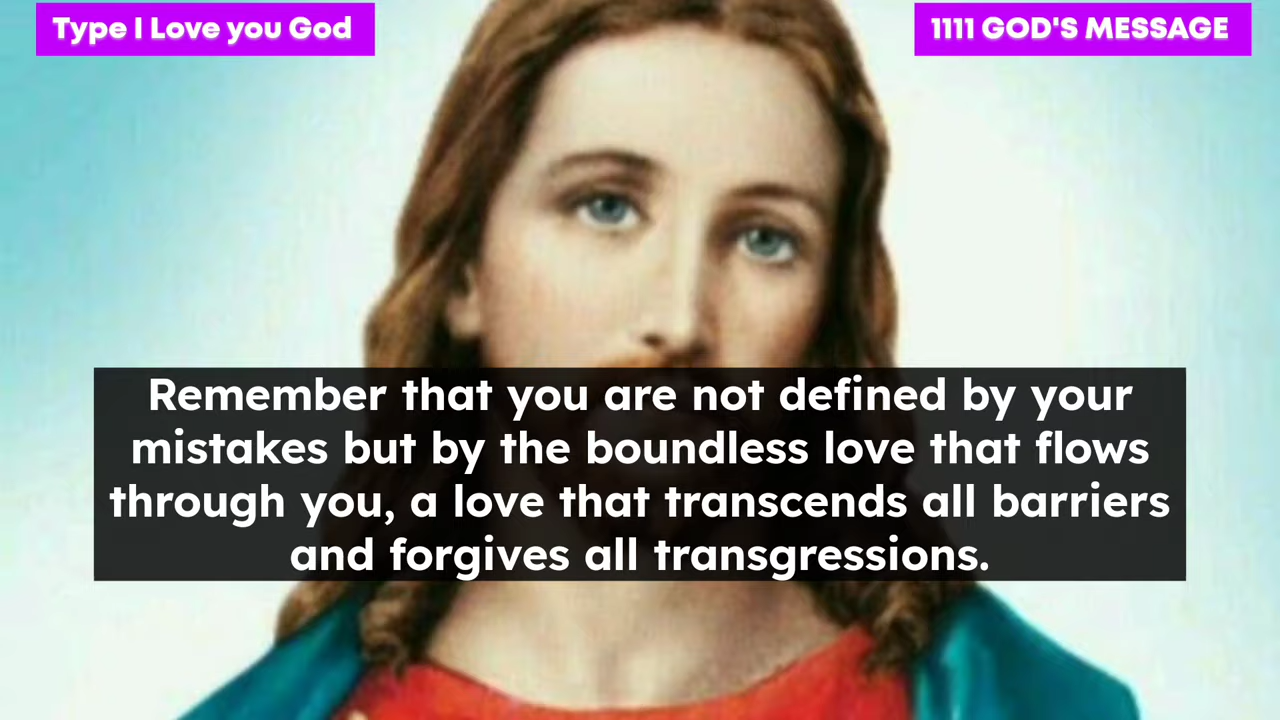 Type I Love you God
1111 GOD'S MESSAGE
Remember that you are not defined by your
mistakes but by the boundless love that flows
through you, a love that transcends all barriers
and forgives all transgressions.